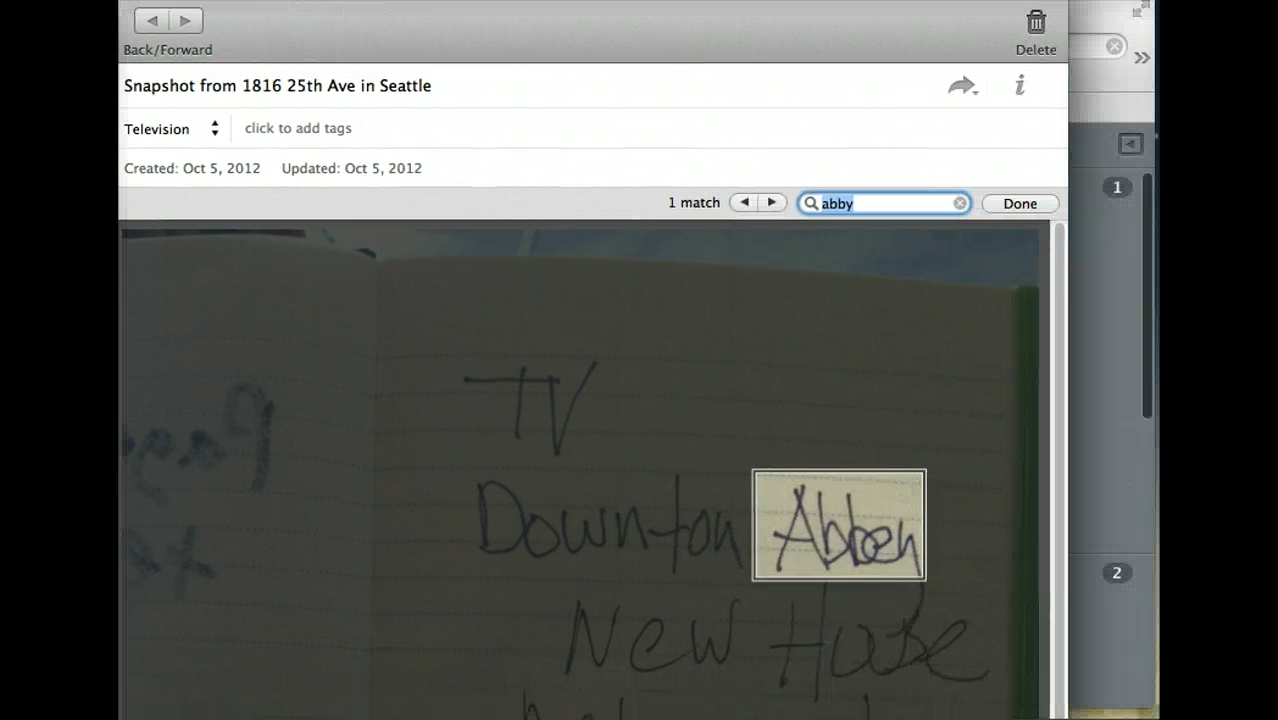 Back/Forward
Delete
Snapshot from 1816 25th Ave in Seattle
Television
click to add tags
Created: Oct 5, 2012 Updated: Oct 5, 2012
1 match
abby
Done
1
TV
Downton Abbey
2
New House